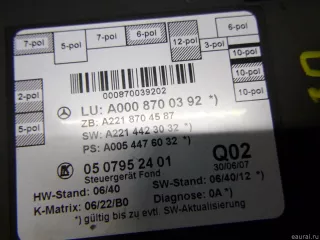 eaurai.ru
6-pol
7-pol
5-pol
7-pol
6-pol
12-pol
10-pol
3-pol
10-pol
2-pol
2-pol
10-pol
000870039202
LU: A000 870 03 92 *)
ZB: A221 870 45 87
SW: A221 442 30 32 *)
PS: A005 447 60 32 *)
05 0795 24 01
Steuergerät Fond
Q02
30/06/07
HW-Stand: 06/40
SW-Stand: 06/40/12 *)
K-Matrix: 06/22/B0
Diagnose: 0A*)
*) gültig bis zu evtl. SW-Aktualisierung